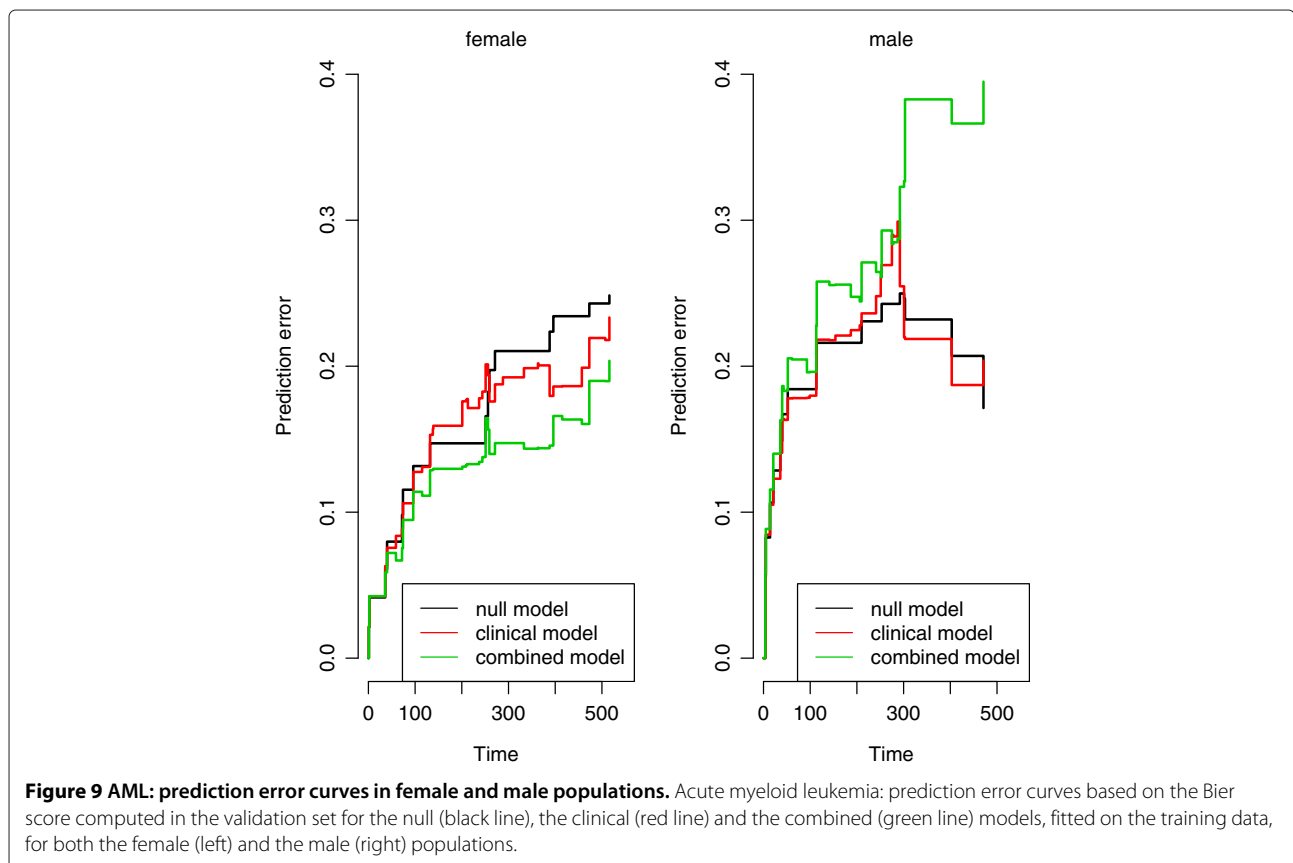 female
0.4
0.3
0.2
0.1
0.0
Prediction error
0 100 300 500
Time
null model
clinical model
combined model
male
0.4
0.3
0.2
0.1
0.0
Prediction error
0 100 300 500
Time
null model
clinical model
combined model
Figure 9 AML: prediction error curves in female and male populations. Acute myeloid leukemia: prediction error curves based on the Bier
score computed in the validation set for the null (black line), the clinical (red line) and the combined (green line) models, fitted on the training data,
for both the female (left) and the male (right) populations.